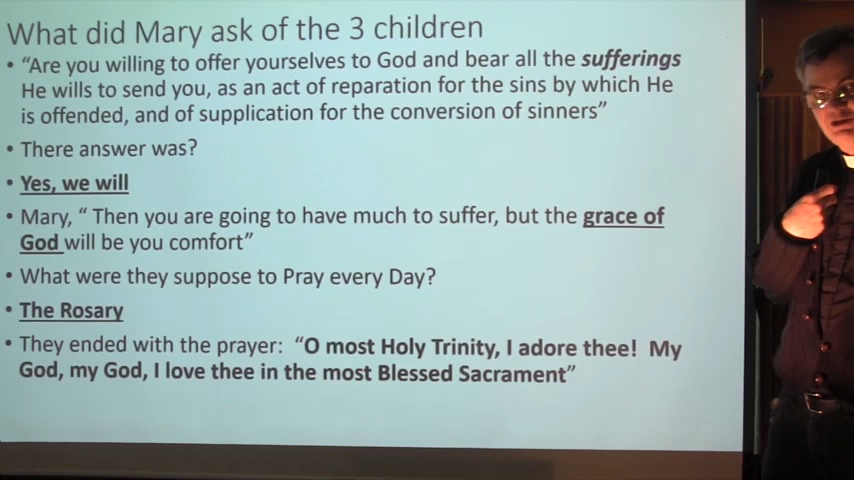 What did Mary ask of the 3 children
• “Are you willing to offer yourselves to God and bear all the sufferings
He wills to send you, as an act of reparation for the sins by which He
is offended, and of supplication for the conversion of sinners”
• There answer was?
• Yes, we will
• Mary, “ Then you are going to have much to suffer, but the grace of
God will be you comfort”
• What were they suppose to Pray every Day?
• The Rosary
• They ended with the prayer: “O most Holy Trinity, I adore thee! My
God, my God, I love thee in the most Blessed Sacrament”